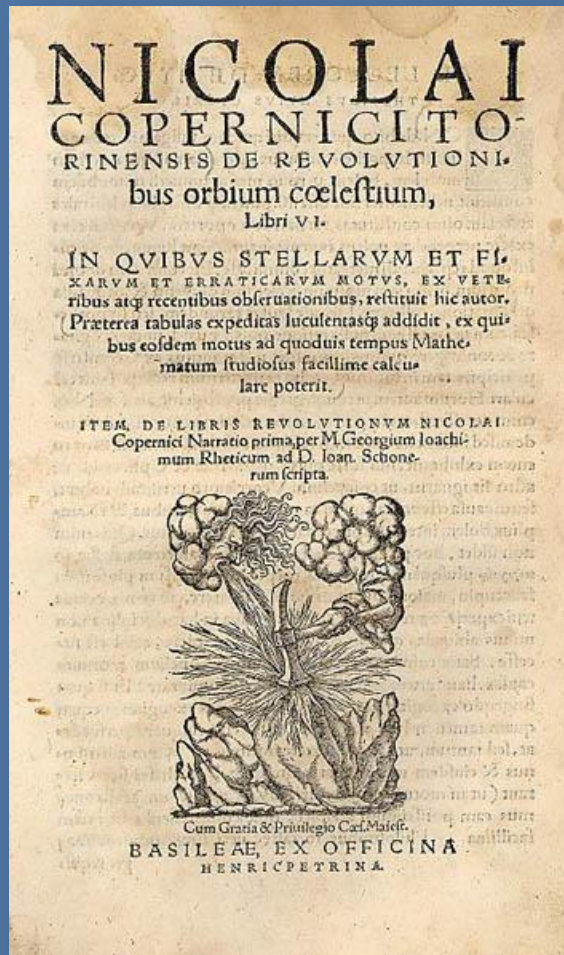 NICOLAI
COPERNICI TO-
RINENSIS DE REVOLVTIONI-
bus orbium cœlestium,
Libri VI.
IN QVIBVS STELLARVM ET FI-
XARVM ET ERRATICARVM MOTVS, EX VETE-
ribus atq; recentibus obseruationibus, restituit hic autor.
Præterea tabulas expeditas luculentasq; addidit, ex qui-
bus eosdem motus ad quoduis tempus Mathe-
matum studiosus facillime calcu-
lare poterit.
ITEM, DE LIBRIS REVOLVTIONVM NICOLAI
Copernici Narratio prima, per M. Georgium Ioachi-
mum Rheticum ad D. Ioan. Schone-
rum scripta.
Cum Gratia & Priuilegio Cæs. Maiest.
BASILEAE, EX OFFICINA
HENRICPETRINA.